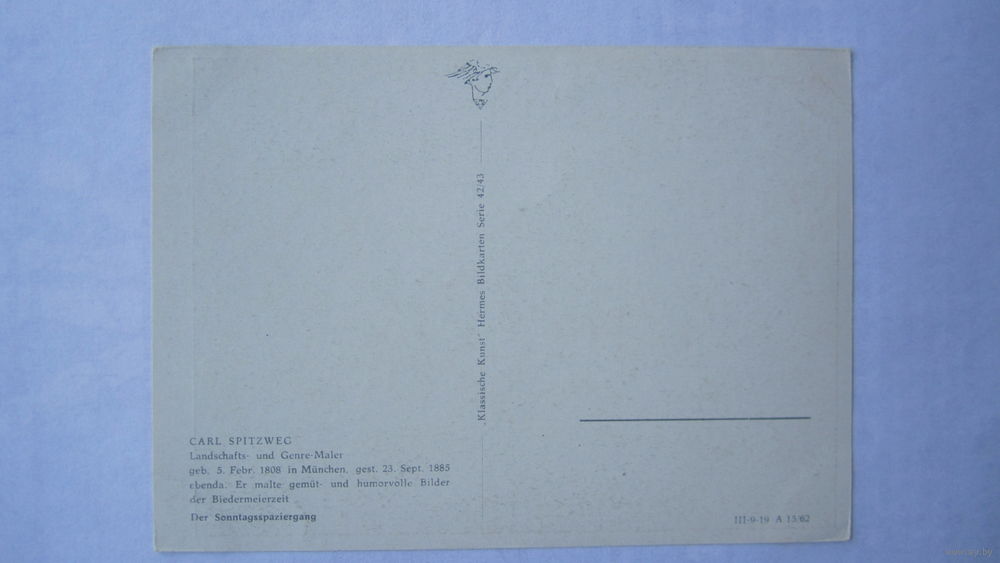 „Klassische Kunst" Hermes Bildkarten Serie 42/43
CARL SPITZWEG
Landschafts- und Genre-Maler
geb. 5. Febr. 1808 in München, gest. 23. Sept. 1885
ebenda. Er malte gemüt- und humorvolle Bilder
der Biedermeierzeit
Der Sonntagsspaziergang
III-9-19 A 15/62